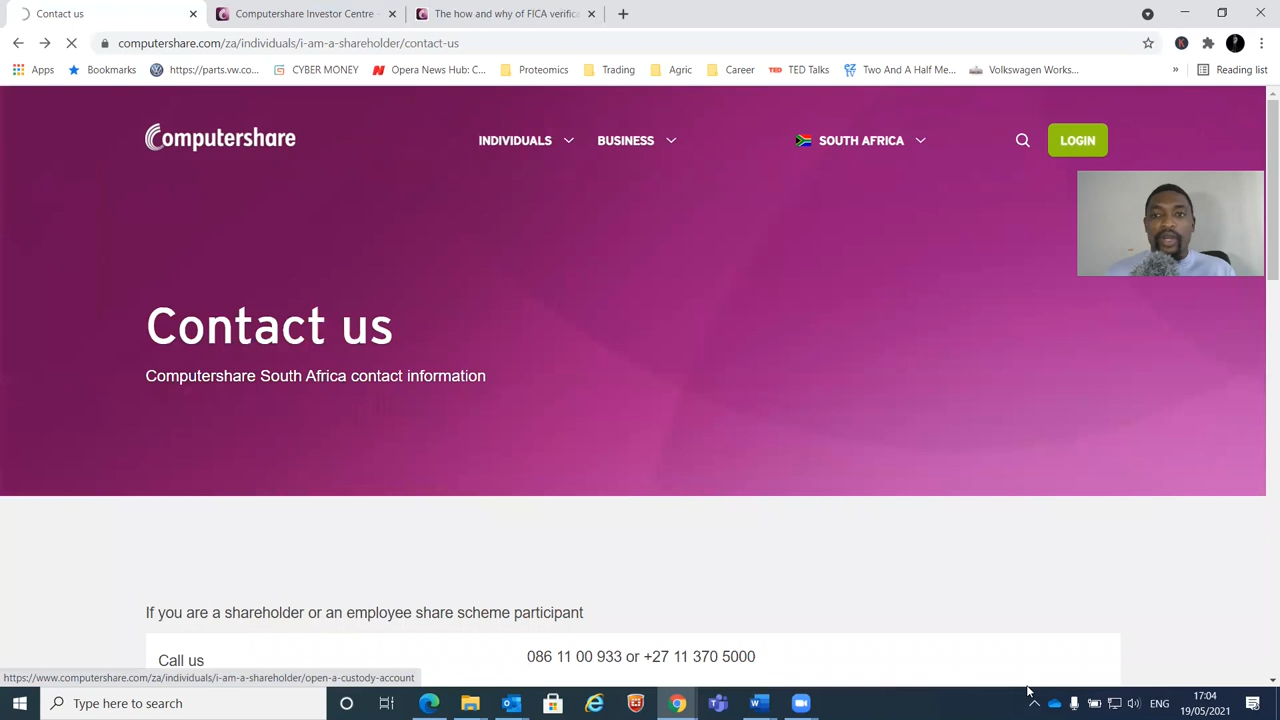 Contact us
Computershare Investor Centre -
The how and why of FICA verifica
computershare.com/za/individuals/i-am-a-shareholder/contact-us
Apps
Bookmarks
https://parts.vw.co...
CYBER MONEY
Opera News Hub: C...
Proteomics
Trading
Agric
Career
TED Talks
Two And A Half Me...
Volkswagen Works...
»
Reading list
Computershare
INDIVIDUALS
BUSINESS
SOUTH AFRICA
LOGIN
Contact us
Computershare South Africa contact information
If you are a shareholder or an employee share scheme participant
Call us
086 11 00 933 or +27 11 370 5000
https://www.computershare.com/za/individuals/i-am-a-shareholder/open-a-custody-account
Type here to search
ENG
17:04
19/05/2021